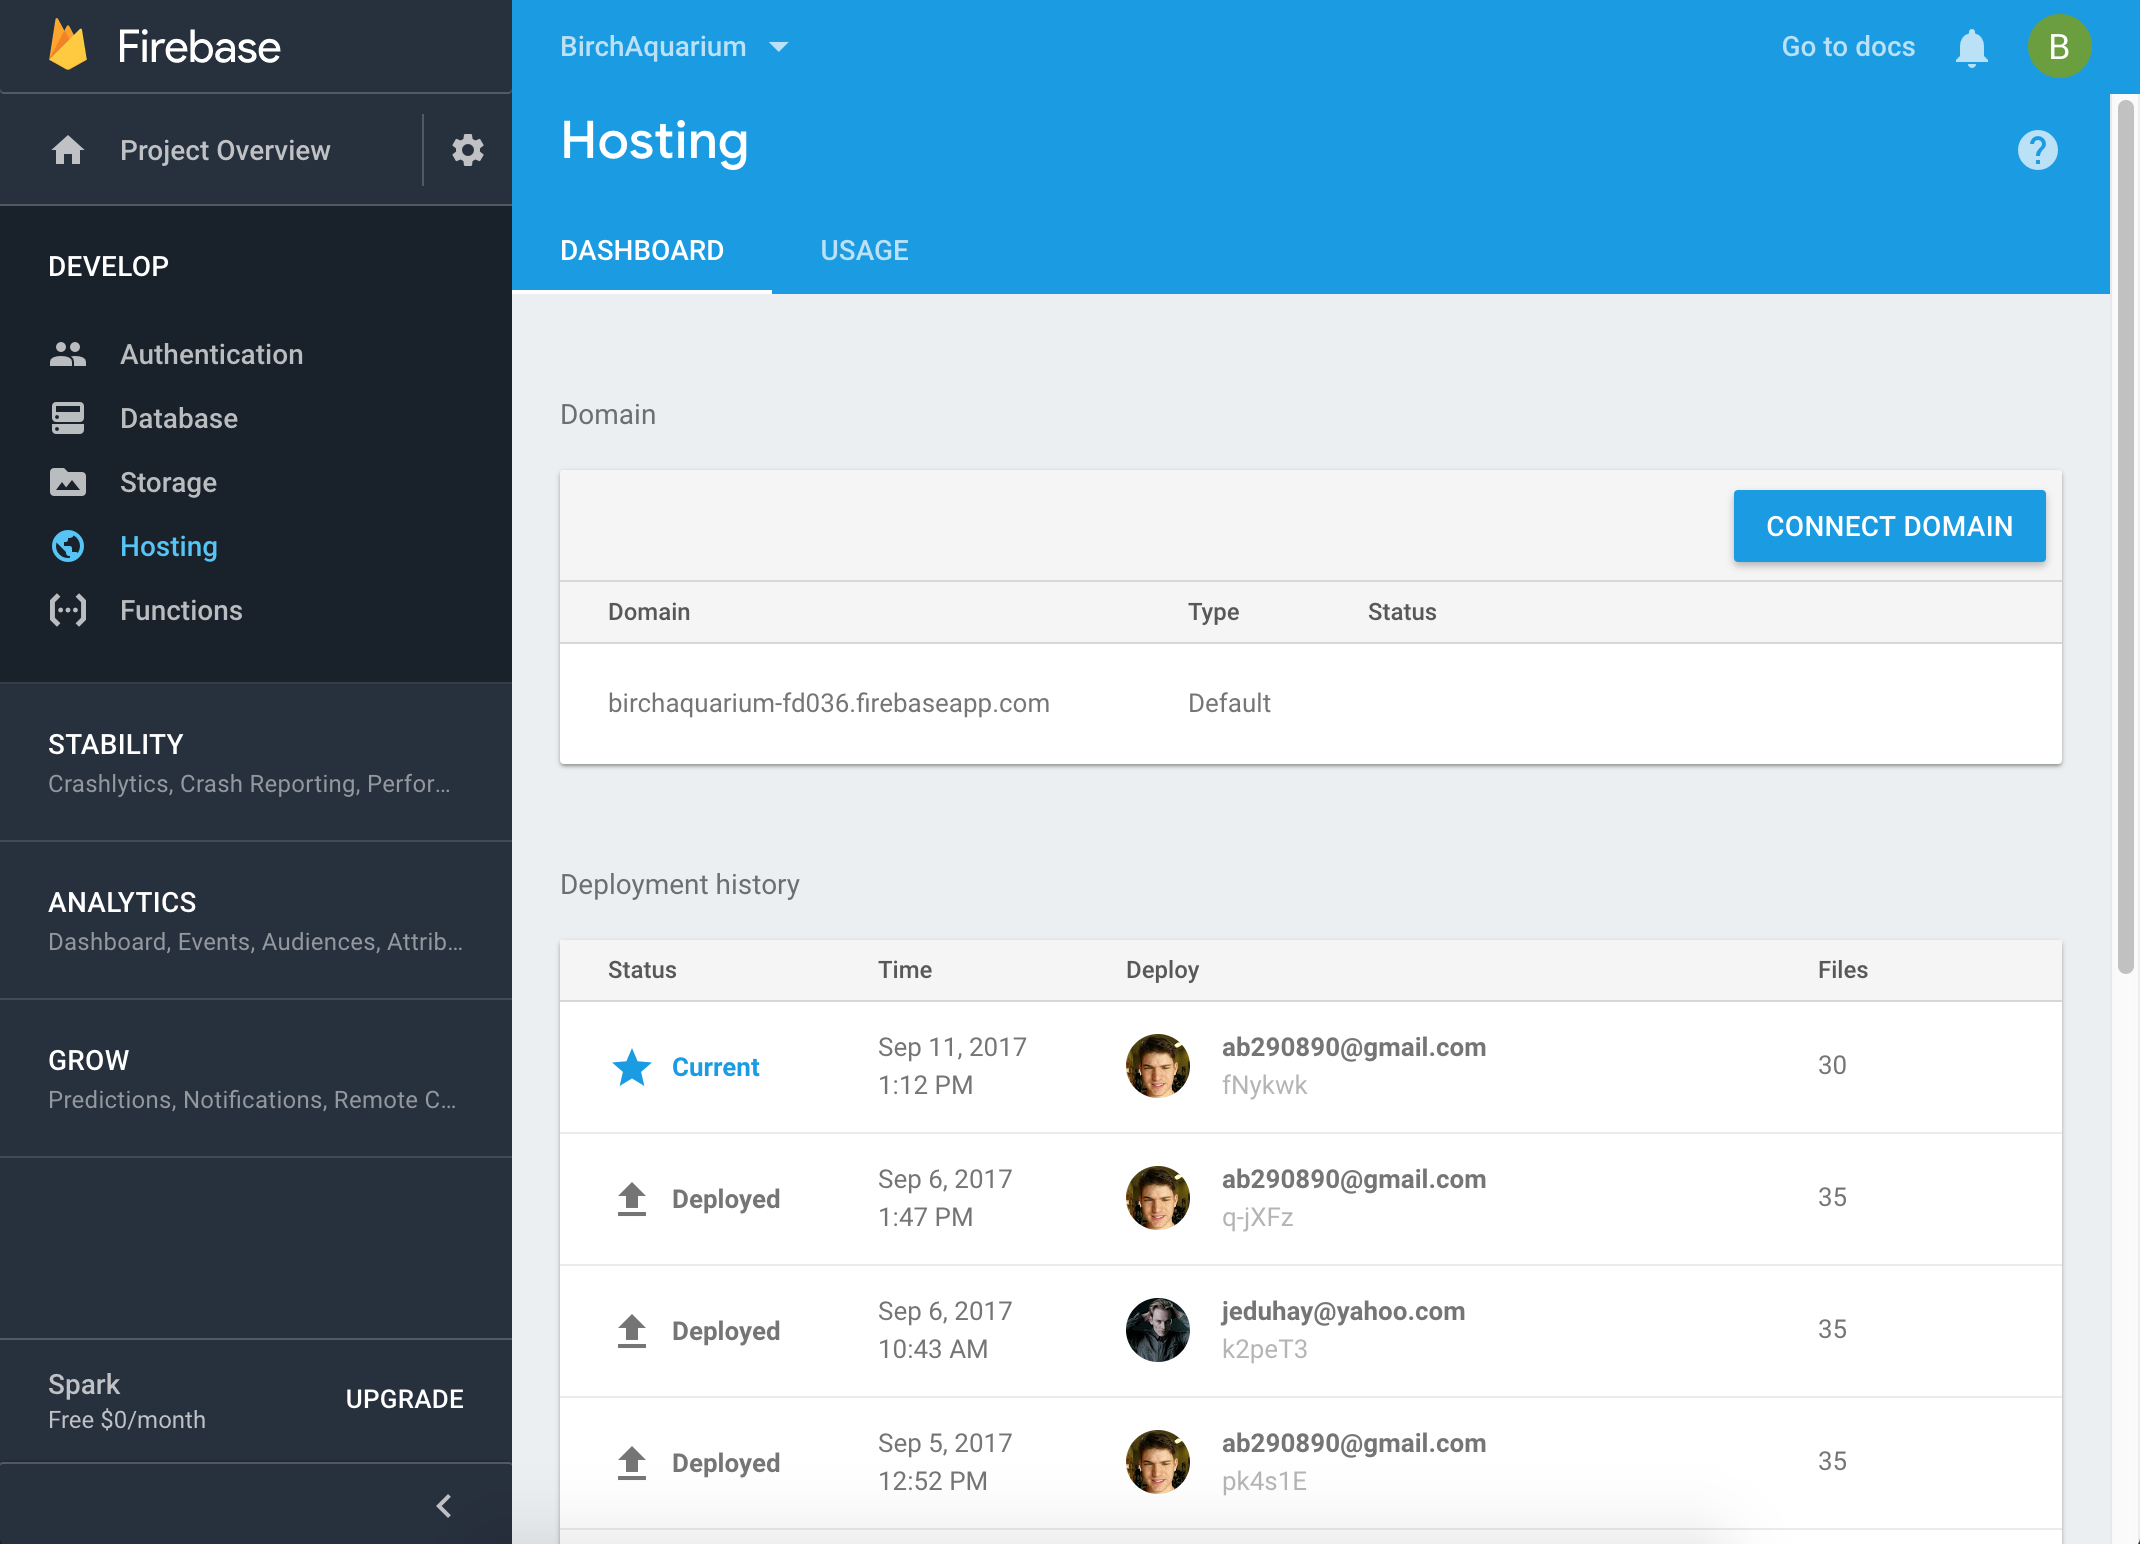 Firebase
Project Overview
DEVELOP
Authentication
Database
Storage
Hosting
Functions
STABILITY
Crashlytics, Crash Reporting, Perfor...
ANALYTICS
Dashboard, Events, Audiences, Attrib...
GROW
Predictions, Notifications, Remote C...
Spark
Free $0/month
UPGRADE
BirchAquarium
Go to docs
B
Hosting
?
DASHBOARD USAGE
Domain
CONNECT DOMAIN
Domain Type Status
birchaquarium-fd036.firebaseapp.com Default
Deployment history
Status Time Deploy Files
Current Sep 11, 2017 1:12 PM ab290890@gmail.com fNykwk 30
Deployed Sep 6, 2017 1:47 PM ab290890@gmail.com q-jXFz 35
Deployed Sep 6, 2017 10:43 AM jeduhay@yahoo.com k2peT3 35
Deployed Sep 5, 2017 12:52 PM ab290890@gmail.com pk4s1E 35